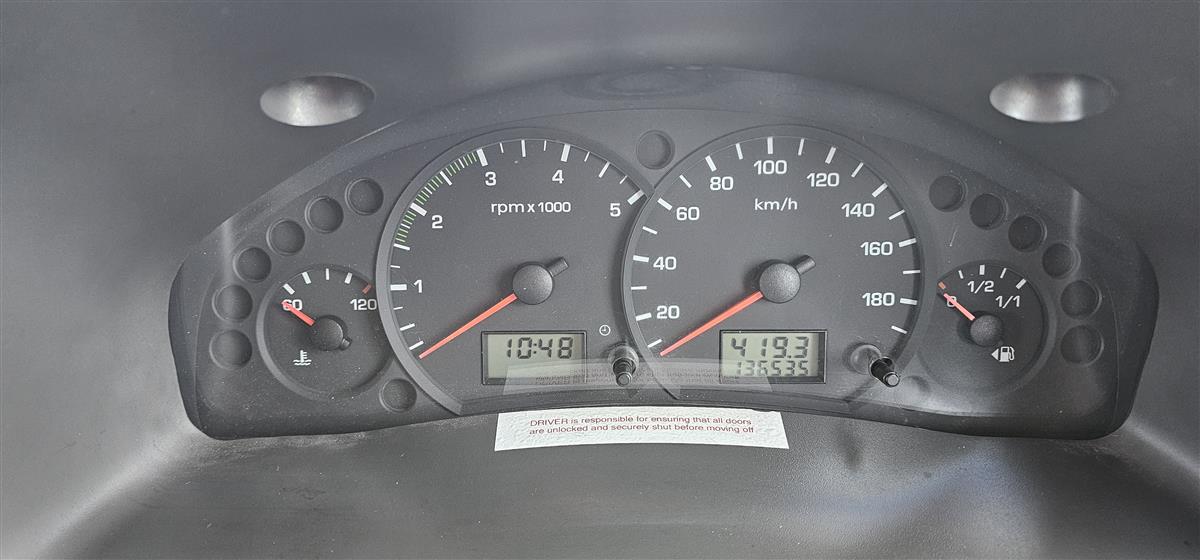 60 120
1 2 3 4 5
rpm x 1000
10:48
20 40 60 80 100 120 140 160 180
km/h
419.3
136535
0 1/2 1/1
DRIVER is responsible for ensuring that all doors
are unlocked and securely shut before moving off